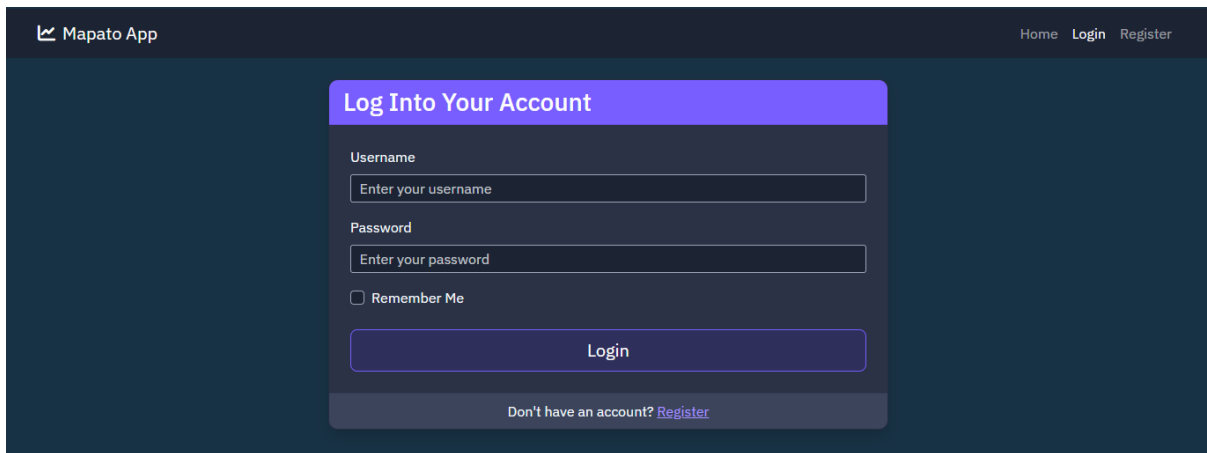 Mapato App
Home Login Register
Log Into Your Account
Username
Enter your username
Password
Enter your password
Remember Me
Login
Don't have an account? Register